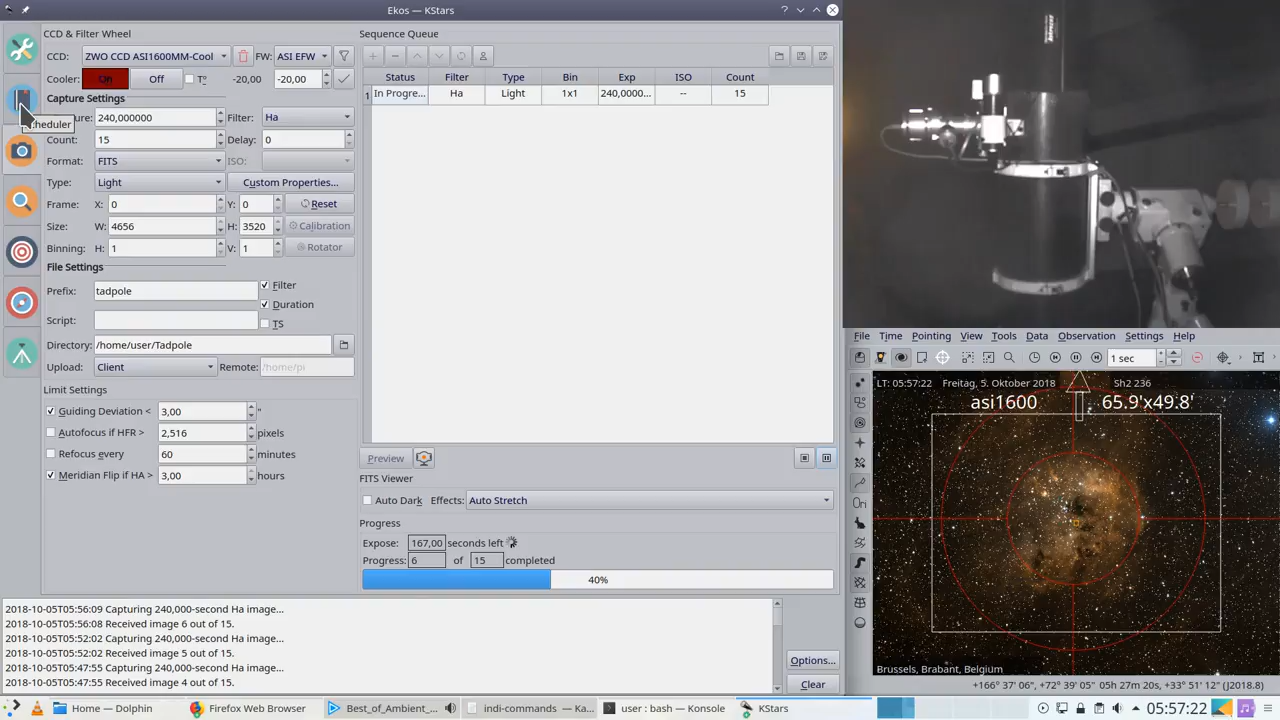 Ekos — KStars
CCD & Filter Wheel
CCD: ZWO CCD ASI1600MM-Cool FW: ASI EFW
Cooler: On Off T° -20,00 -20,00
Capture Settings
ure: 240,000000 Filter: Ha
Count: 15 Delay: 0
Format: FITS ISO:
Type: Light Custom Properties...
Frame: X: 0 Y: 0 Reset
Size: W: 4656 H: 3520 Calibration
Binning: H: 1 V: 1 Rotator
File Settings
Prefix: tadpole Filter
Duration
Script: TS
Directory: /home/user/Tadpole
Upload: Client Remote: /home/pi
Limit Settings
Guiding Deviation < 3,00 "
Autofocus if HFR > 2,516 pixels
Refocus every 60 minutes
Meridian Flip if HA > 3,00 hours
cheduler
Sequence Queue
Status Filter Type Bin Exp ISO Count
1 In Progre... Ha Light 1x1 240,0000... -- 15
Preview
FITS Viewer
Auto Dark Effects: Auto Stretch
Progress
Expose: 167,00 seconds left
Progress: 6 of 15 completed
40%
2018-10-05T05:56:09 Capturing 240,000-second Ha image...
2018-10-05T05:56:08 Received image 6 out of 15.
2018-10-05T05:52:02 Capturing 240,000-second Ha image...
2018-10-05T05:52:02 Received image 5 out of 15.
2018-10-05T05:47:55 Capturing 240,000-second Ha image...
2018-10-05T05:47:55 Received image 4 out of 15.
Options...
Clear
File Time Pointing View Tools Data Observation Settings Help
1 sec
LT: 05:57:22 Freitag, 5. Oktober 2018 Sh2 236
asi1600 65.9'x49.8'
Ori
Brussels, Brabant, Belgium
+166° 37' 06", +72° 39' 05" 05h 27m 20s, +33° 51' 12" (J2018.8)
Home — Dolphin Firefox Web Browser Best_of_Ambient_... indi-commands — Ka... user : bash — Konsole KStars 05:57:22